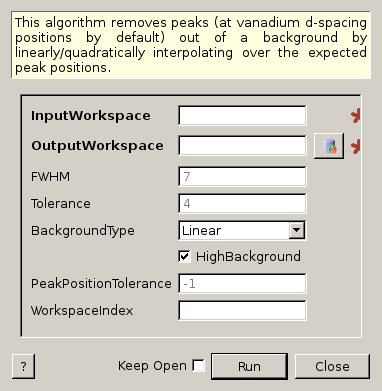 This algorithm removes peaks (at vanadium d-spacing
positions by default) out of a background by
linearly/quadratically interpolating over the expected
peak positions.
InputWorkspace
OutputWorkspace
FWHM 7
Tolerance 4
BackgroundType Linear
HighBackground
PeakPositionTolerance -1
WorkspaceIndex
? Keep Open Run Close